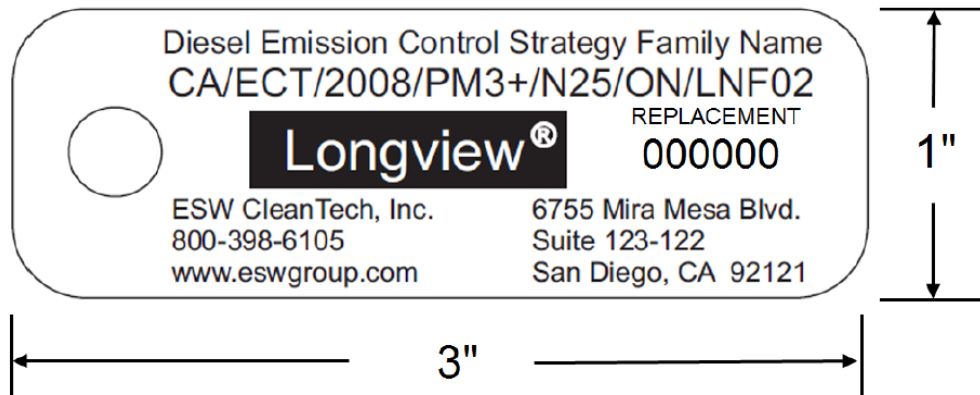 Diesel Emission Control Strategy Family Name
CA/ECT/2008/PM3+/N25/ON/LNF02
Longview®
REPLACEMENT
000000
ESW CleanTech, Inc.
800-398-6105
www.eswgroup.com
6755 Mira Mesa Blvd.
Suite 123-122
San Diego, CA 92121
1"
3"